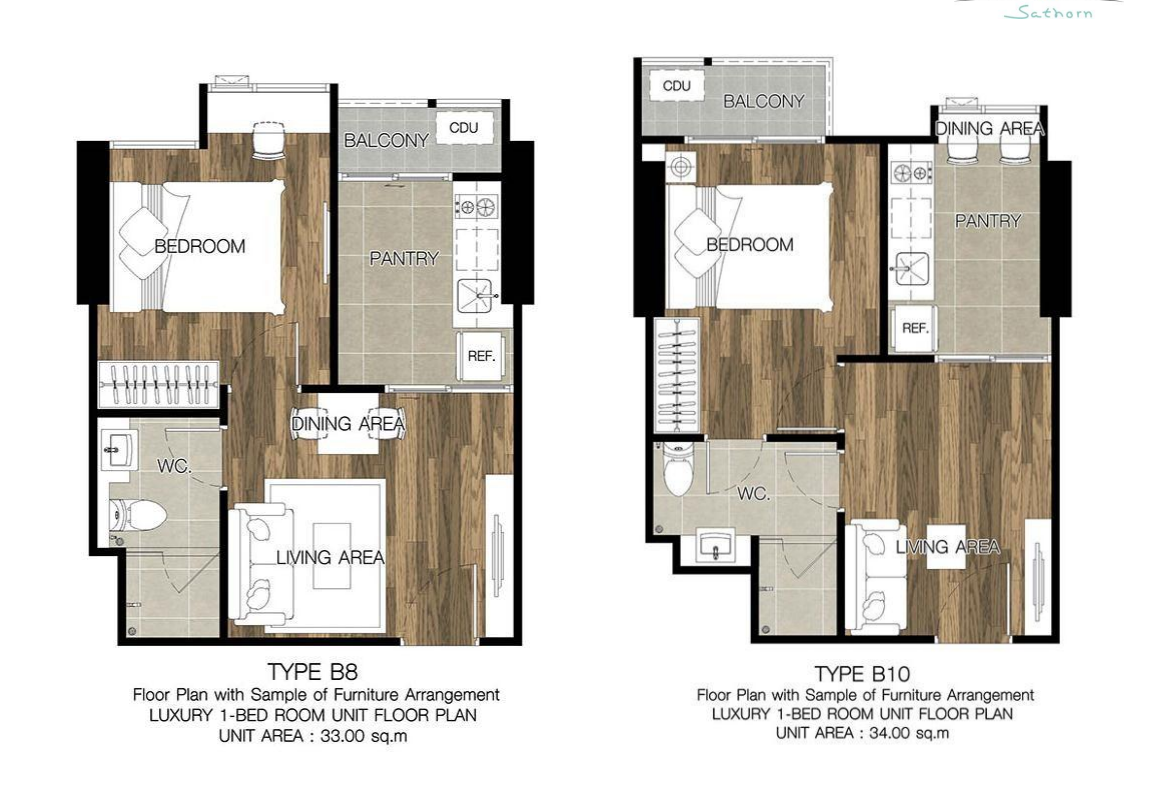 Sathorn
BALCONY
CDU
BEDROOM
PANTRY
REF.
DINING AREA
WC.
LIVING AREA
TYPE B8
Floor Plan with Sample of Furniture Arrangement
LUXURY 1-BED ROOM UNIT FLOOR PLAN
UNIT AREA : 33.00 sq.m
CDU
BALCONY
DINING AREA
PANTRY
BEDROOM
REF.
WC.
LIVING AREA
TYPE B10
Floor Plan with Sample of Furniture Arrangement
LUXURY 1-BED ROOM UNIT FLOOR PLAN
UNIT AREA : 34.00 sq.m